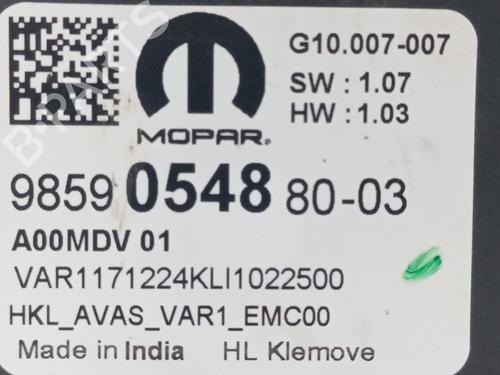 G10.007-007
SW : 1.07
HW : 1.03
MOPAR®
9859 0548 80-03
A00MDV 01
VAR1171224KLI1022500
HKL_AVAS_VAR1_EMC00
Made in India HL Klemove
B-PARTS